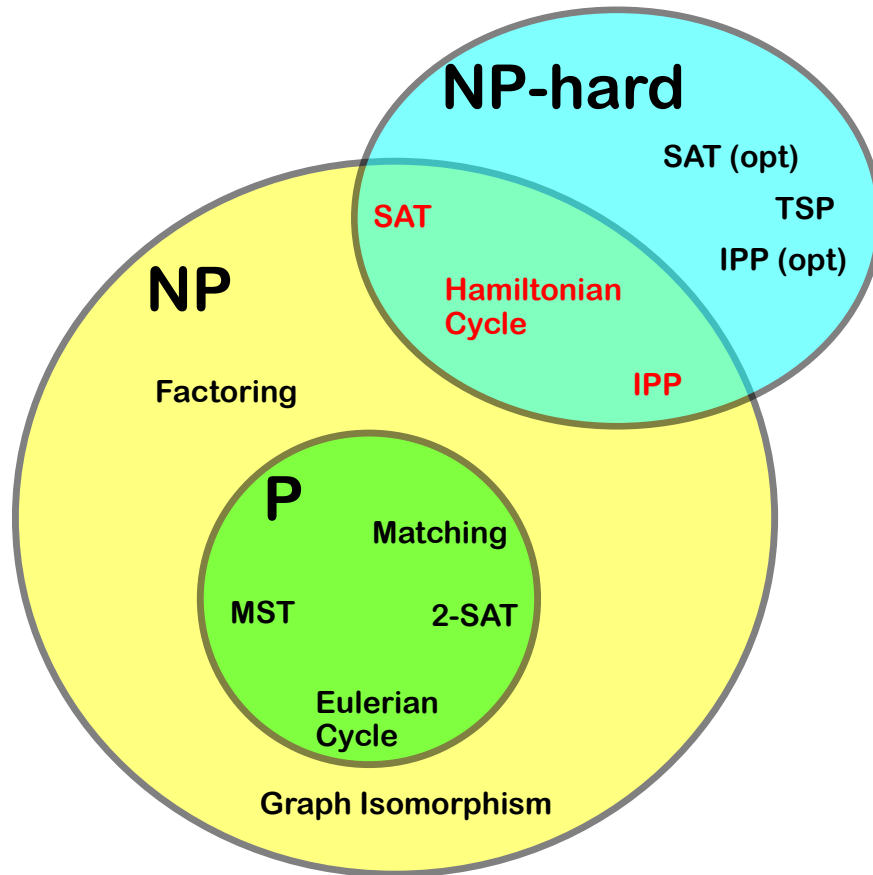 NP-hard
SAT (opt)
TSP
IPP (opt)
SAT
Hamiltonian
Cycle
IPP
NP
Factoring
P
Matching
MST
2-SAT
Eulerian
Cycle
Graph Isomorphism